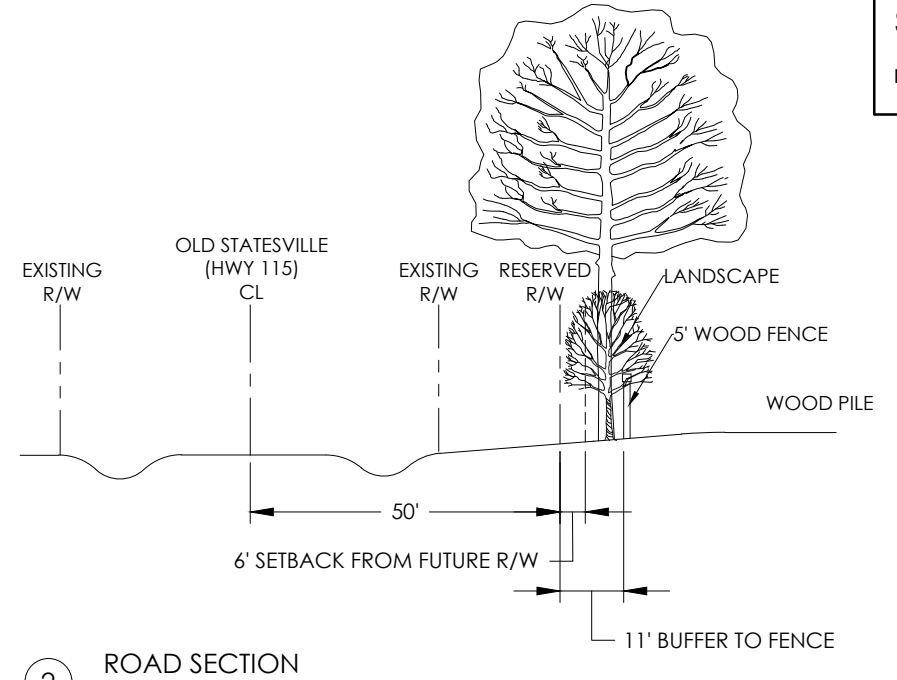 OLD STATESVILLE
(HWY 115)
CL
EXISTING
R/W
EXISTING
R/W
RESERVED
R/W
LANDSCAPE
5' WOOD FENCE
WOOD PILE
50'
6' SETBACK FROM FUTURE R/W
11' BUFFER TO FENCE
ROAD SECTION